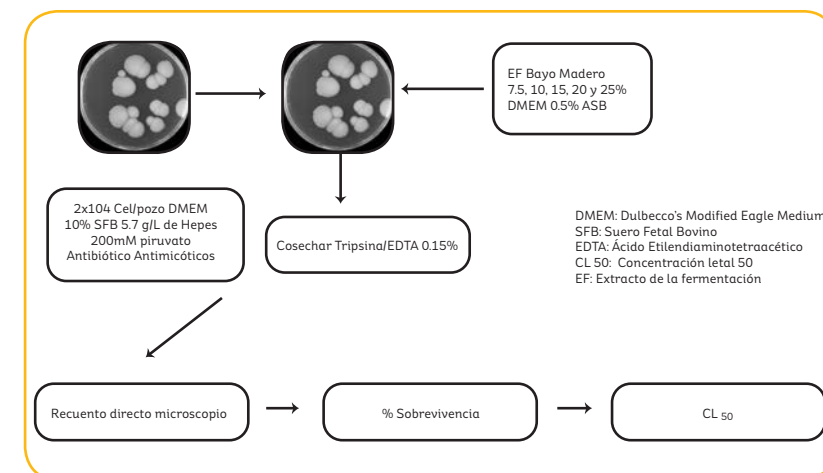 EF Bayo Madero
7.5, 10, 15, 20 y 25%
DMEM 0.5% ASB
2x104 Cel/pozo DMEM
10% SFB 5.7 g/L de Hepes
200mM piruvato
Antibiótico Antimicóticos
Cosechar Tripsina/EDTA 0.15%
DMEM: Dulbecco's Modified Eagle Medium
SFB: Suero Fetal Bovino
EDTA: Ácido Etilendiaminotetraacético
CL 50: Concentración letal 50
EF: Extracto de la fermentación
Recuento directo microscopio
% Sobrevivencia
CL 50